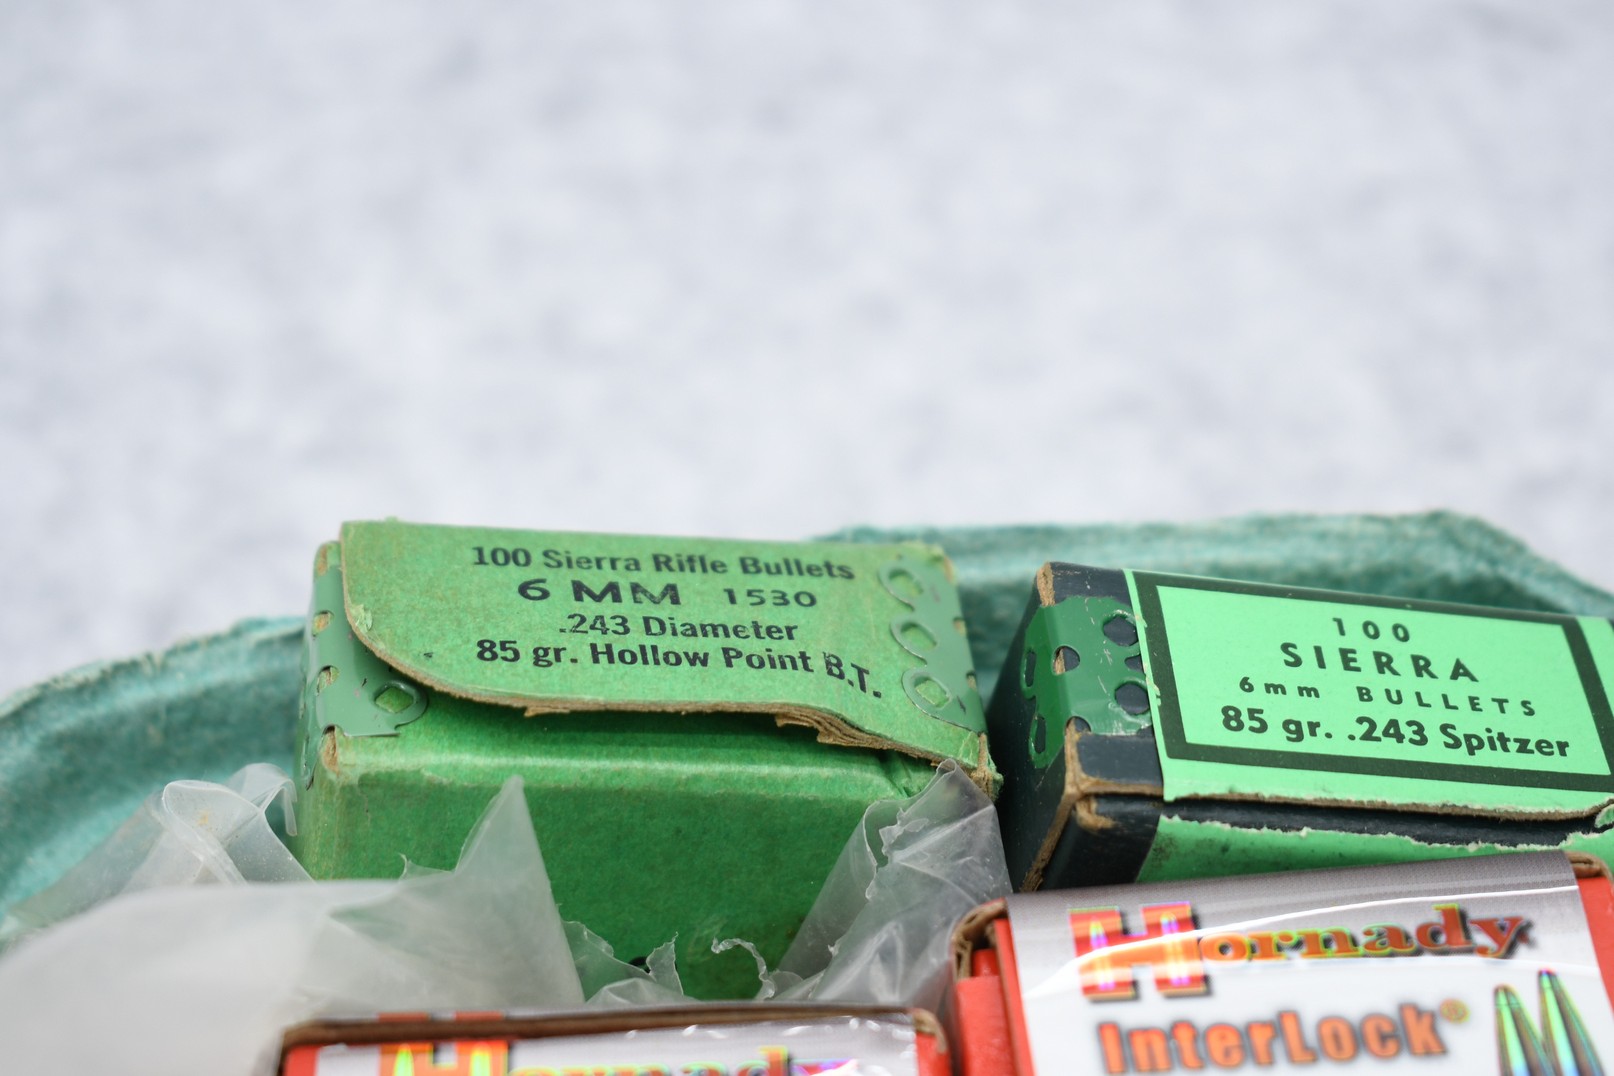 100 Sierra Rifle Bullets
6 MM 1530
.243 Diameter
85 gr. Hollow Point B.T.
100
SIERRA
6mm BULLETS
85 gr. .243 Spitzer
Hornady
InterLock®
Hornady